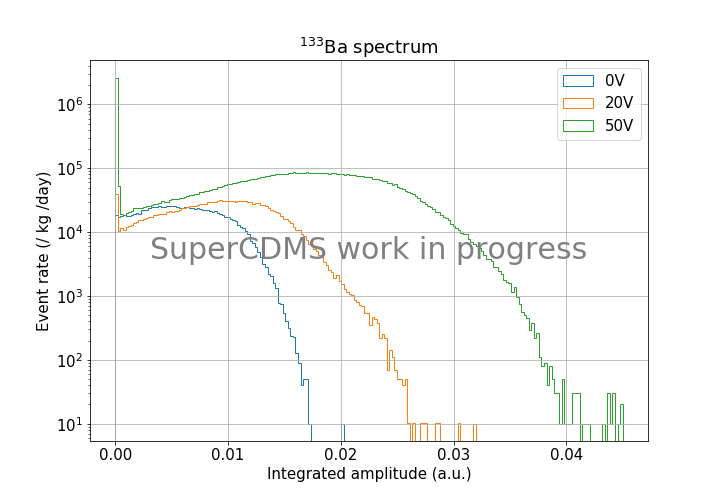 ¹³³Ba spectrum
0V
20V
50V
10⁶
10⁵
10⁴
10³
10²
10¹
Event rate (/ kg /day)
SuperCDMS work in progress
0.00 0.01 0.02 0.03 0.04
Integrated amplitude (a.u.)